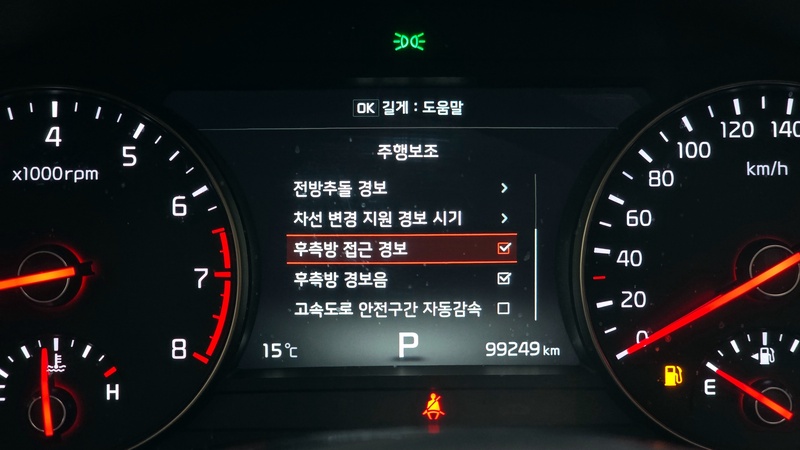 OK 길게 : 도움말
주행보조
전방추돌 경보
차선 변경 지원 경보 시기
후측방 접근 경보
후측방 경보음
고속도로 안전구간 자동감속
15℃
P
99249 km
4
5
6
7
8
x1000rpm
H
0
20
40
60
80
100
120
140
km/h
E